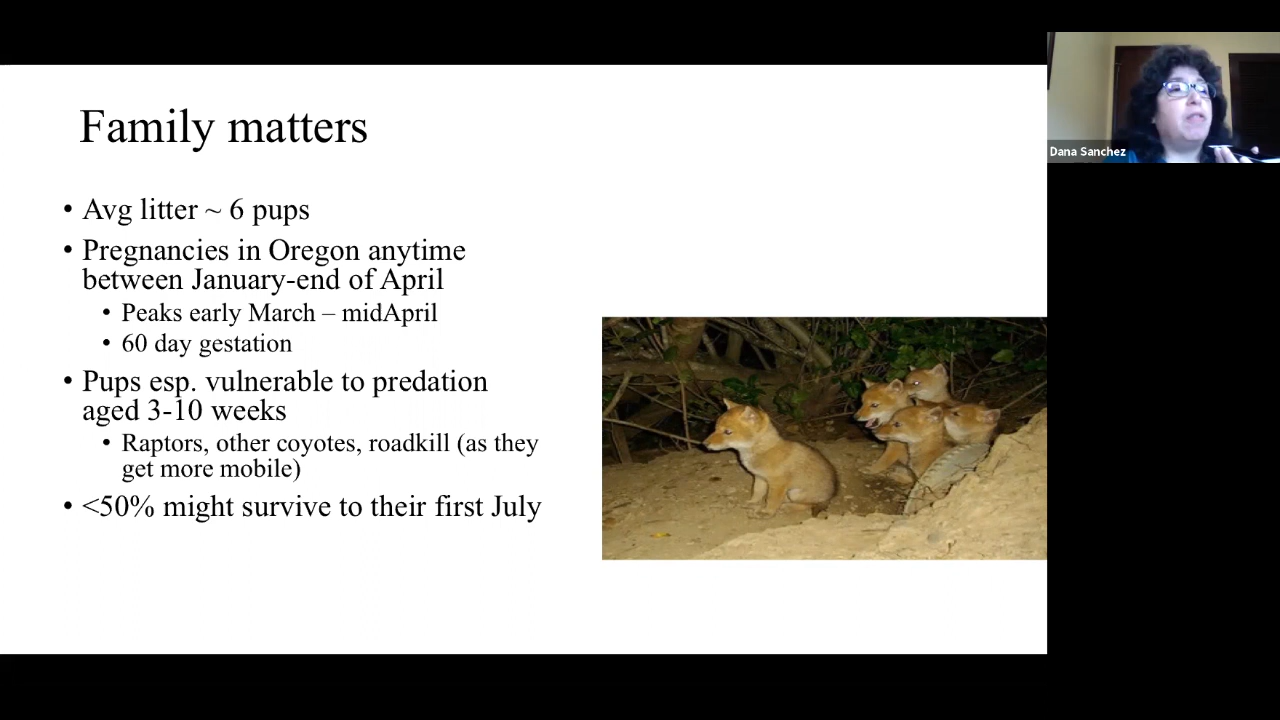 Family matters
• Avg litter ~ 6 pups
• Pregnancies in Oregon anytime
between January-end of April
• Peaks early March – midApril
• 60 day gestation
• Pups esp. vulnerable to predation
aged 3-10 weeks
• Raptors, other coyotes, roadkill (as they
get more mobile)
• <50% might survive to their first July
Dana Sanchez